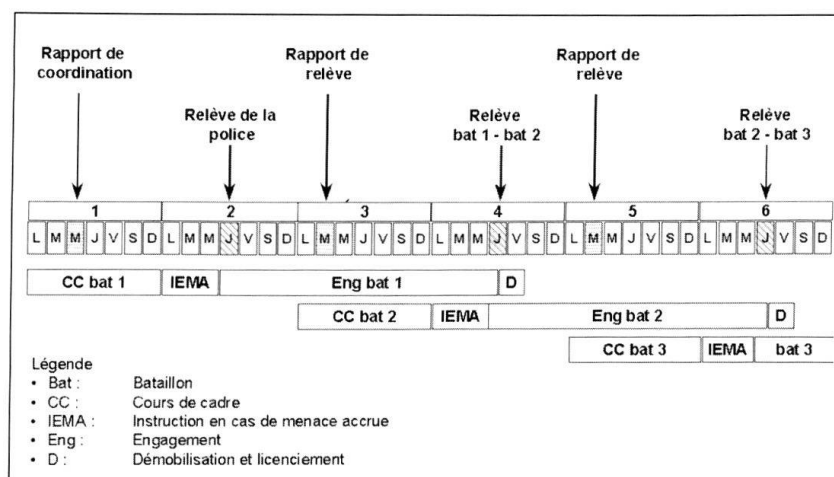 Rapport de
coordination
Rapport de
relève
Rapport de
relève
Relève de la
police
Relève
bat 1 - bat 2
Relève
bat 2 - bat 3
1 2 3 4 5 6
L M M J V S D L M M J V S D L M M J V S D L M M J V S D L M M J V S D L M M J V S D
CC bat 1 IEMA Eng bat 1 D
CC bat 2 IEMA Eng bat 2 D
CC bat 3 IEMA bat 3
Légende
• Bat : Bataillon
• CC : Cours de cadre
• IEMA : Instruction en cas de menace accrue
• Eng : Engagement
• D : Démobilisation et licenciement